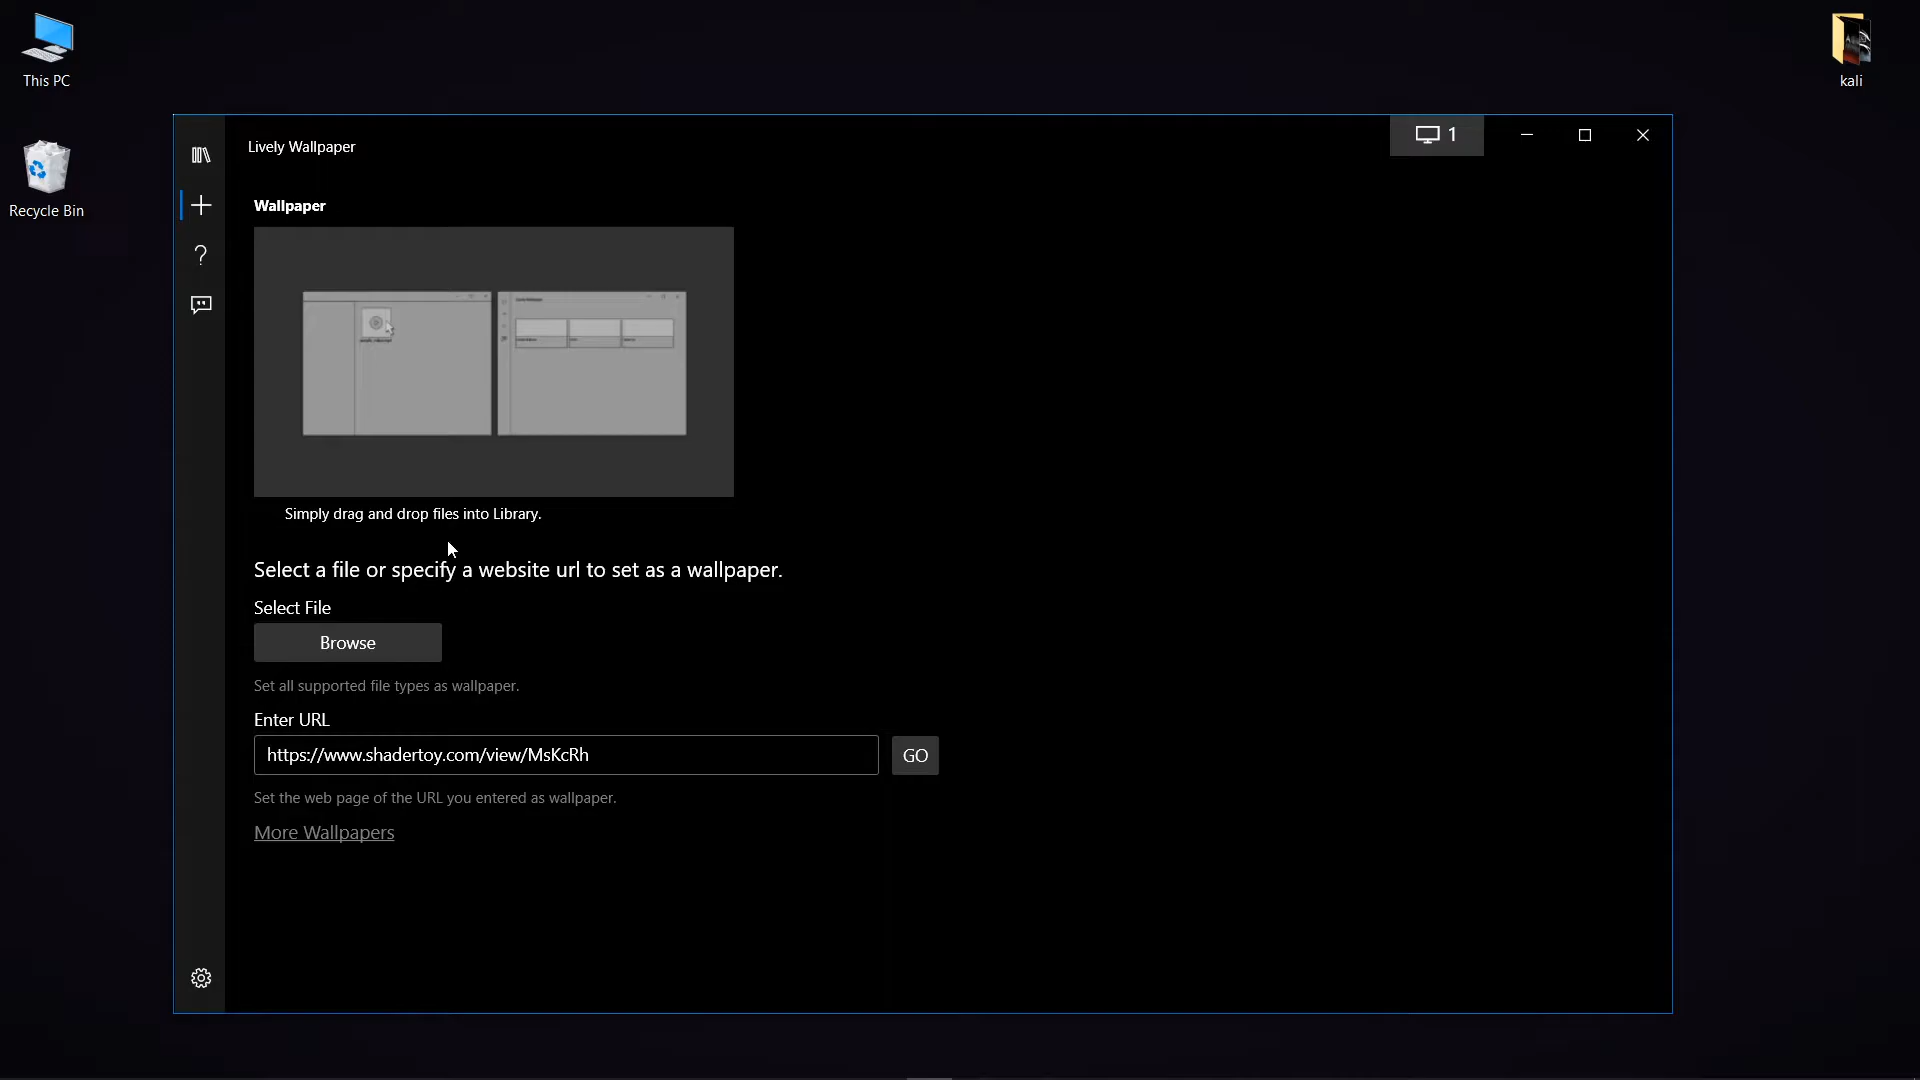 This PC
kali
Recycle Bin
Lively Wallpaper
1
Wallpaper
Simply drag and drop files into Library.
Select a file or specify a website url to set as a wallpaper.
Select File
Browse
Set all supported file types as wallpaper.
Enter URL
https://www.shadertoy.com/view/MsKcRh
GO
Set the web page of the URL you entered as wallpaper.
More Wallpapers